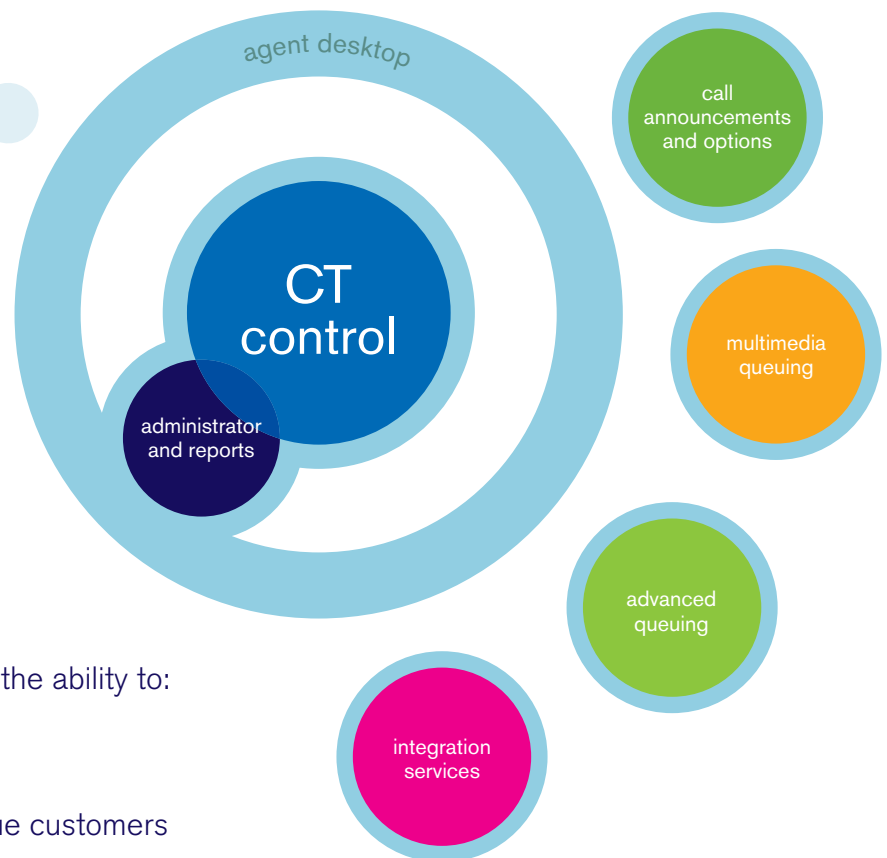 agent desktop
call
announcements
and options
CT
control
multimedia
queuing
administrator
and reports
advanced
queuing
the ability to:
integration
services
customers